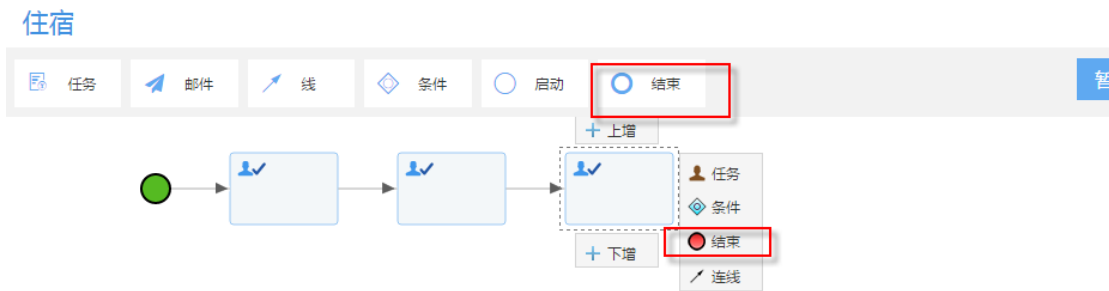 住宿
任务 邮件 线 条件 启动 结束 暂
上增
任务
条件
结束
下增
连线